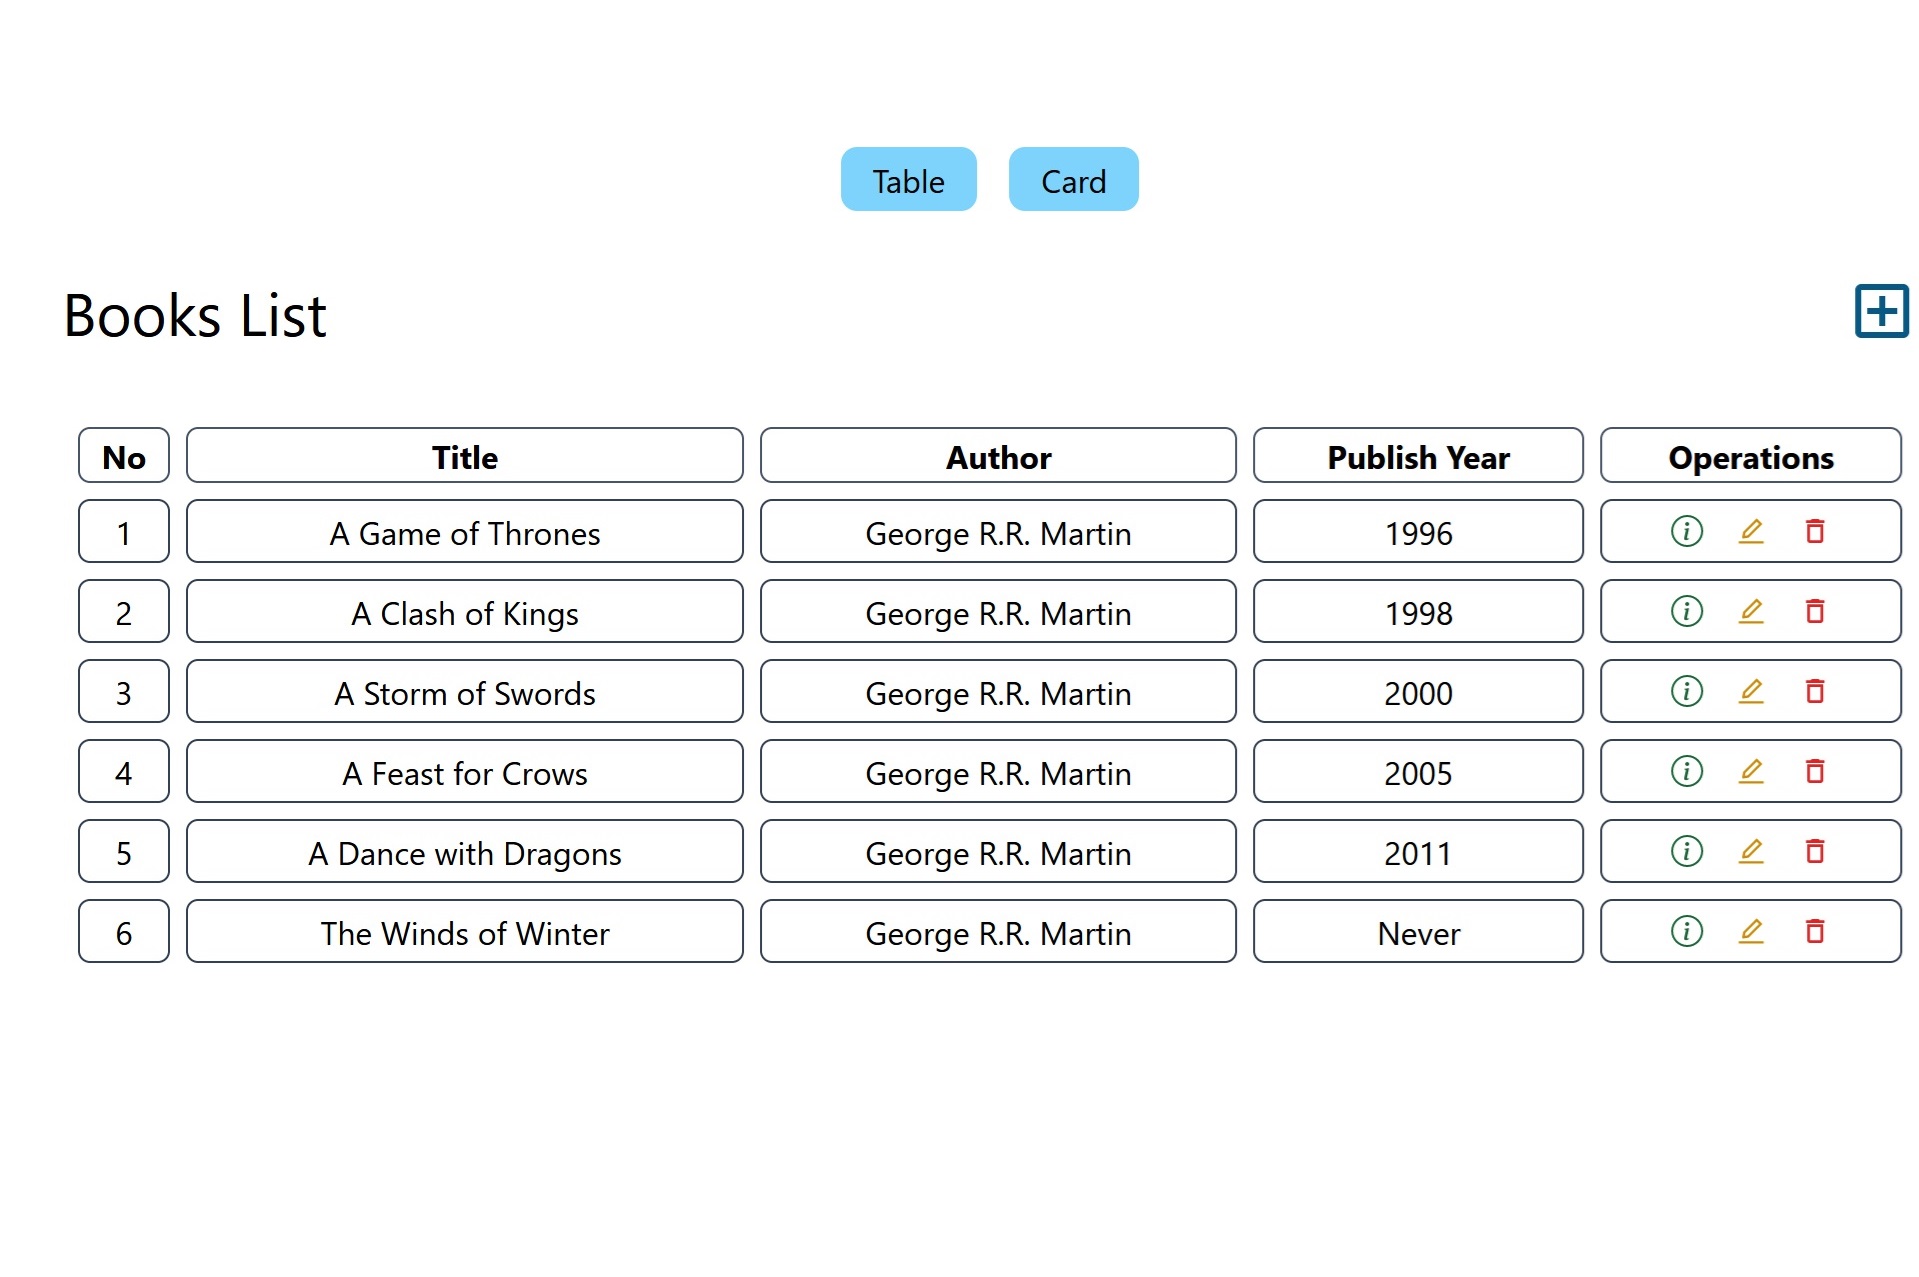 Table Card
Books List
No Title Author Publish Year Operations
1 A Game of Thrones George R.R. Martin 1996
2 A Clash of Kings George R.R. Martin 1998
3 A Storm of Swords George R.R. Martin 2000
4 A Feast for Crows George R.R. Martin 2005
5 A Dance with Dragons George R.R. Martin 2011
6 The Winds of Winter George R.R. Martin Never